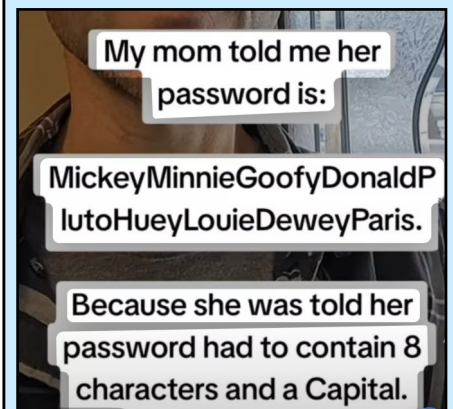 My mom told me her
password is:
MickeyMinnieGoofyDonaldP
lutoHueyLouieDeweyParis.
Because she was told her
password had to contain 8
characters and a Capital.